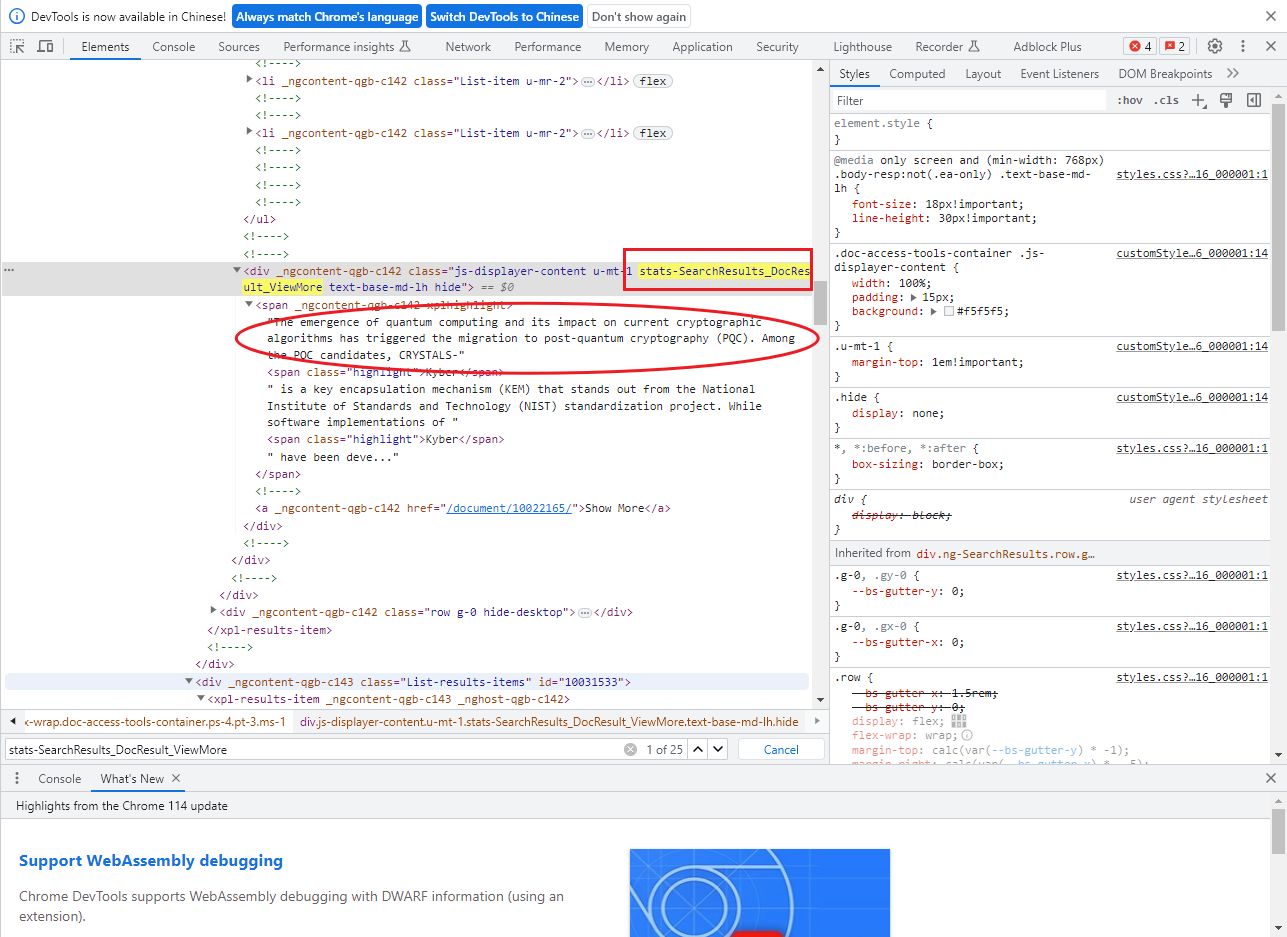 DevTools is now available in Chinese! Always match Chrome's language Switch DevTools to Chinese Don't show again
Elements Console Sources Performance insights Network Performance Memory Application Security Lighthouse Recorder Adblock Plus 4 2
<!---->
<li _ngcontent-qgb-c142 class="List-item u-mr-2">…</li> flex
<!---->
<!---->
<li _ngcontent-qgb-c142 class="List-item u-mr-2">…</li> flex
<!---->
<!---->
<!---->
<!---->
</ul>
<!---->
<!---->
<div _ngcontent-qgb-c142 class="js-displayer-content u-mt-1 stats-SearchResults_DocRes
ult_ViewMore text-base-md-lh hide"> == $0
<span _ngcontent-qgb-c142 xplhighlight>
"The emergence of quantum computing and its impact on current cryptographic
algorithms has triggered the migration to post-quantum cryptography (PQC). Among
the PQC candidates, CRYSTALS-"
<span class="highlight">Kyber</span>
" is a key encapsulation mechanism (KEM) that stands out from the National
Institute of Standards and Technology (NIST) standardization project. While
software implementations of "
<span class="highlight">Kyber</span>
" have been deve..."
</span>
<!---->
<a _ngcontent-qgb-c142 href="/document/10022165/">Show More</a>
</div>
<!---->
</div>
<!---->
</div>
<div _ngcontent-qgb-c142 class="row g-0 hide-desktop">…</div>
</xpl-results-item>
<!---->
</div>
<div _ngcontent-qgb-c143 class="List-results-items" id="10031533">
<xpl-results-item _ngcontent-qgb-c143 _nghost-qgb-c142>
x-wrap.doc-access-tools-container.ps-4.pt-3.ms-1 div.js-displayer-content.u-mt-1.stats-SearchResults_DocResult_ViewMore.text-base-md-lh.hide
stats-SearchResults_DocResult_ViewMore 1 of 25 Cancel
Styles Computed Layout Event Listeners DOM Breakpoints
Filter :hov .cls
element.style {
}
@media only screen and (min-width: 768px)
.body-resp:not(.ea-only) .text-base-md- styles.css?…16_000001:1
lh {
font-size: 18px!important;
line-height: 30px!important;
}
.doc-access-tools-container .js- customStyle…6_000001:14
displayer-content {
width: 100%;
padding: 15px;
background: #f5f5f5;
}
.u-mt-1 { customStyle…6_000001:14
margin-top: 1em!important;
}
.hide { customStyle…6_000001:14
display: none;
}
*, *:before, *:after { styles.css?…16_000001:1
box-sizing: border-box;
}
div { user agent stylesheet
display: block;
}
Inherited from div.ng-SearchResults.row.g…
.g-0, .gy-0 { styles.css?…16_000001:1
--bs-gutter-y: 0;
}
.g-0, .gx-0 { styles.css?…16_000001:1
--bs-gutter-x: 0;
}
.row { styles.css?…16_000001:1
--bs-gutter-x: 1.5rem;
--bs-gutter-y: 0;
display: flex;
flex-wrap: wrap;
margin-top: calc(var(--bs-gutter-y) * -1);
Console What's New
Highlights from the Chrome 114 update
Support WebAssembly debugging
Chrome DevTools supports WebAssembly debugging with DWARF information (using an
extension).